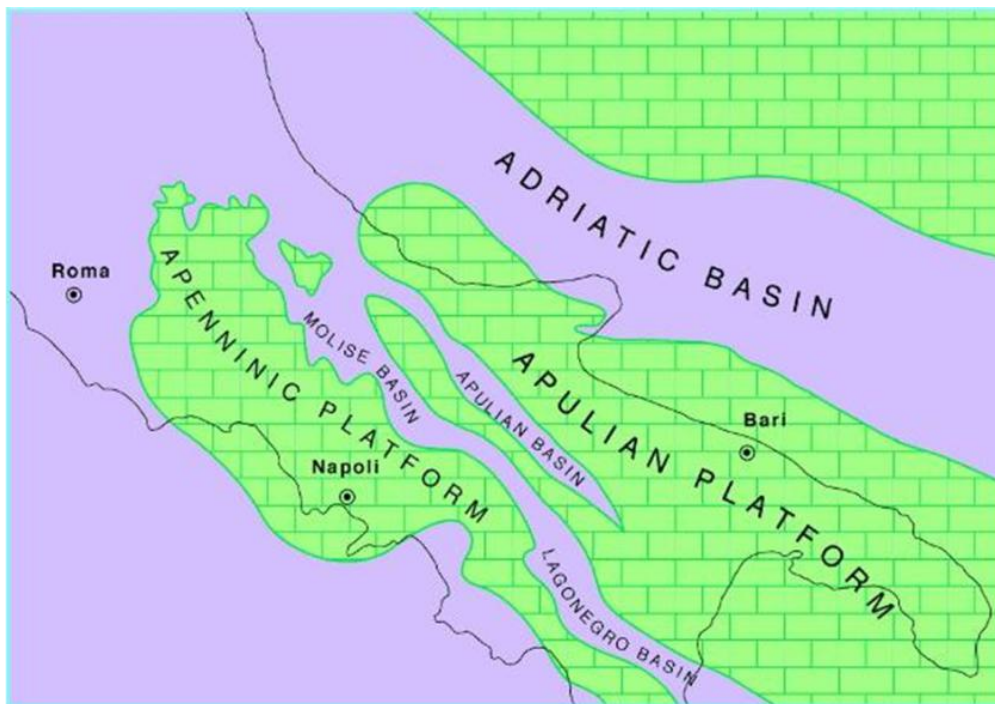 ADRIATIC BASIN
Roma
APENNINIC PLATFORM
MOLISE BASIN
APULIAN BASIN
APULIAN PLATFORM
Bari
Napoli
LAGONEGRO BASIN